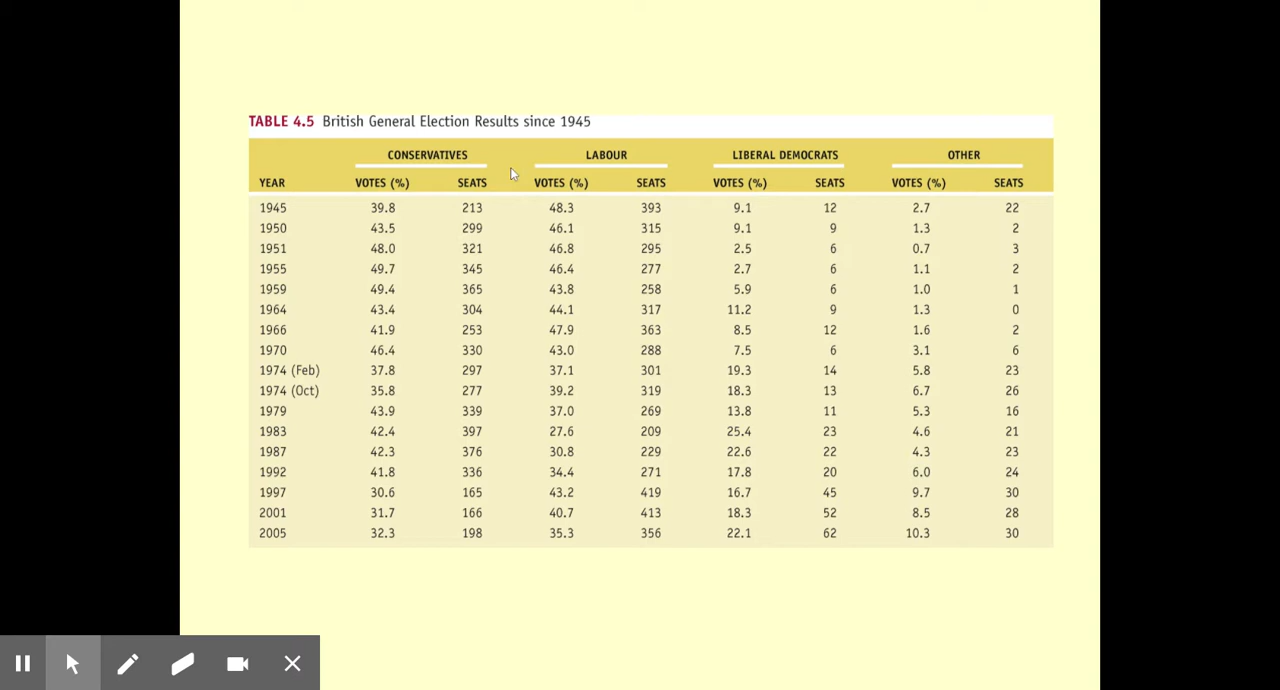 TABLE 4.5 British General Election Results since 1945
CONSERVATIVES LABOUR LIBERAL DEMOCRATS OTHER
YEAR VOTES (%) SEATS VOTES (%) SEATS VOTES (%) SEATS VOTES (%) SEATS
1945 39.8 213 48.3 393 9.1 12 2.7 22
1950 43.5 299 46.1 315 9.1 9 1.3 2
1951 48.0 321 46.8 295 2.5 6 0.7 3
1955 49.7 345 46.4 277 2.7 6 1.1 2
1959 49.4 365 43.8 258 5.9 6 1.0 1
1964 43.4 304 44.1 317 11.2 9 1.3 0
1966 41.9 253 47.9 363 8.5 12 1.6 2
1970 46.4 330 43.0 288 7.5 6 3.1 6
1974 (Feb) 37.8 297 37.1 301 19.3 14 5.8 23
1974 (Oct) 35.8 277 39.2 319 18.3 13 6.7 26
1979 43.9 339 37.0 269 13.8 11 5.3 16
1983 42.4 397 27.6 209 25.4 23 4.6 21
1987 42.3 376 30.8 229 22.6 22 4.3 23
1992 41.8 336 34.4 271 17.8 20 6.0 24
1997 30.6 165 43.2 419 16.7 45 9.7 30
2001 31.7 166 40.7 413 18.3 52 8.5 28
2005 32.3 198 35.3 356 22.1 62 10.3 30